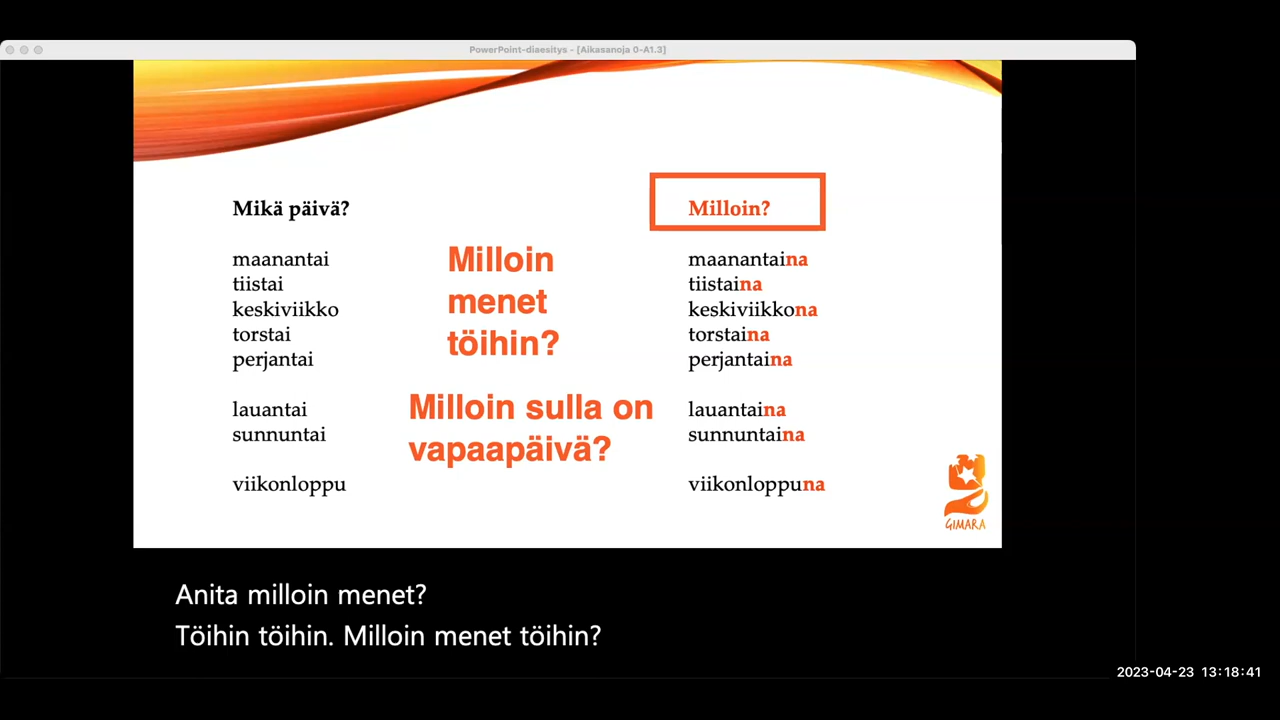 PowerPoint-diaesitys - [Aikasanoja 0-A1.3]
Mikä päivä?
maanantai
tiistai
keskiviikko
torstai
perjantai
lauantai
sunnuntai
viikonloppu
Milloin
menet
töihin?
Milloin sulla on
vapaapäivä?
Milloin?
maanantaina
tiistaina
keskiviikkona
torstaina
perjantaina
lauantaina
sunnuntaina
viikonloppuna
GIMARA
Anita milloin menet?
Töihin töihin. Milloin menet töihin?
2023-04-23 13:18:41